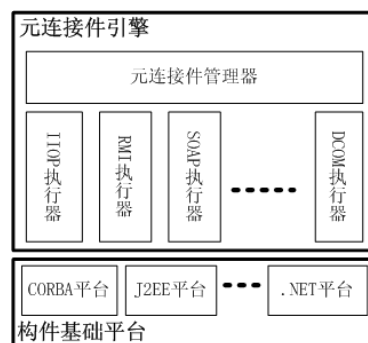 元连接件引擎
元连接件管理器
IIOP执行器
RMI执行器
SOAP执行器
DCOM执行器
CORBA平台
J2EE平台
.NET平台
构件基础平台